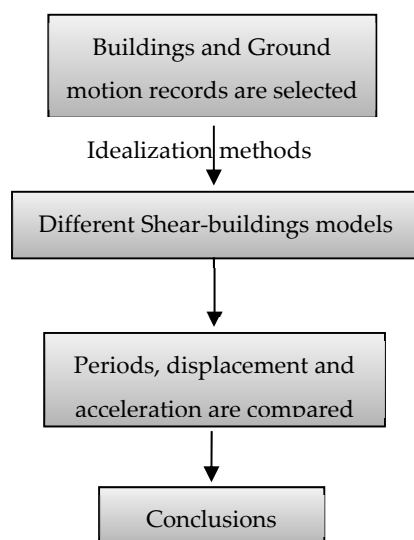 Buildings and Ground
motion records are selected
Idealization methods
Different Shear-buildings models
Periods, displacement and
acceleration are compared
Conclusions